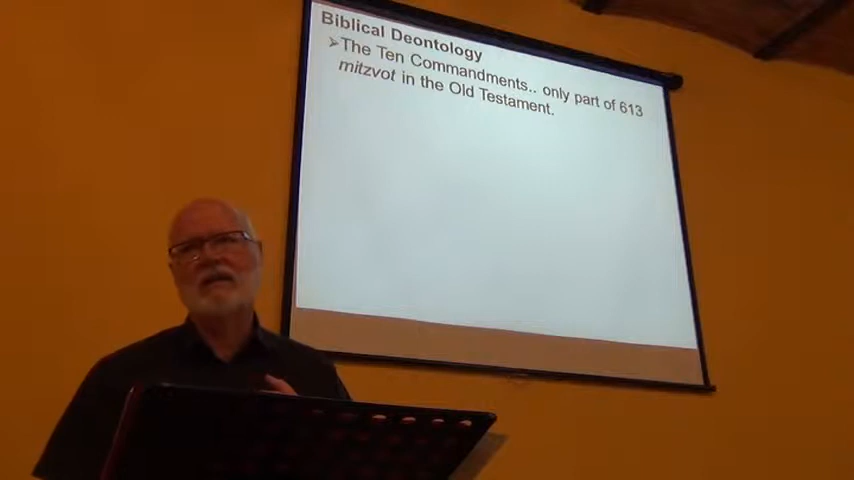 Biblical Deontology
➢The Ten Commandments.. only part of 613
mitzvot in the Old Testament.